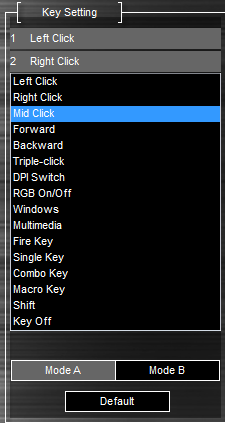 Key Setting
1 Left Click
2 Right Click
Left Click
Right Click
Mid Click
Forward
Backward
Triple-click
DPI Switch
RGB On/Off
Windows
Multimedia
Fire Key
Single Key
Combo Key
Macro Key
Shift
Key Off
Mode A Mode B
Default